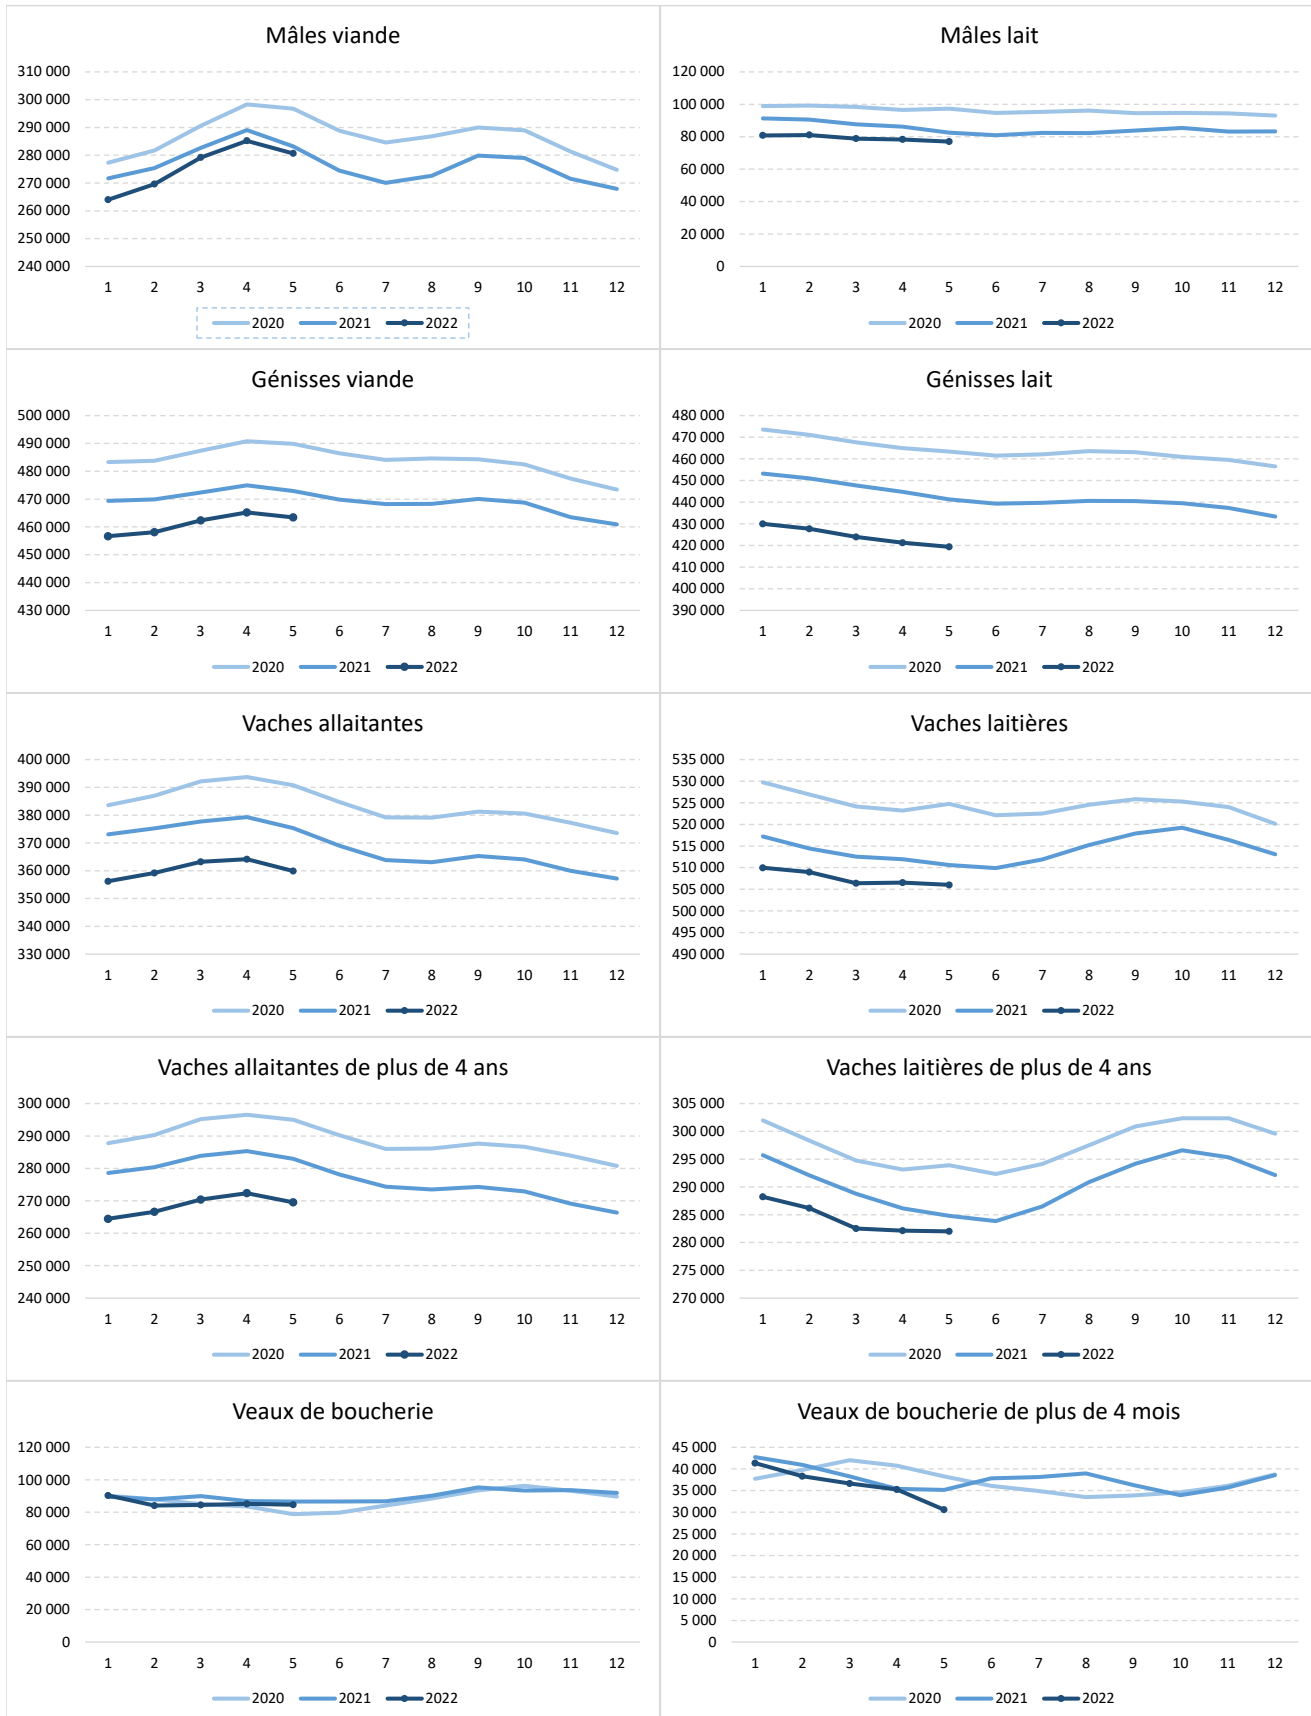 Mâles viande
310 000
300 000
290 000
280 000
270 000
260 000
250 000
240 000
1 2 3 4 5 6 7 8 9 10 11 12
2020 2021 2022
Mâles lait
120 000
100 000
80 000
60 000
40 000
20 000
0
1 2 3 4 5 6 7 8 9 10 11 12
2020 2021 2022
Génisses viande
500 000
490 000
480 000
470 000
460 000
450 000
440 000
430 000
1 2 3 4 5 6 7 8 9 10 11 12
2020 2021 2022
Génisses lait
480 000
470 000
460 000
450 000
440 000
430 000
420 000
410 000
400 000
390 000
1 2 3 4 5 6 7 8 9 10 11 12
2020 2021 2022
Vaches allaitantes
400 000
390 000
380 000
370 000
360 000
350 000
340 000
330 000
1 2 3 4 5 6 7 8 9 10 11 12
2020 2021 2022
Vaches laitières
535 000
530 000
525 000
520 000
515 000
510 000
505 000
500 000
495 000
490 000
1 2 3 4 5 6 7 8 9 10 11 12
2020 2021 2022
Vaches allaitantes de plus de 4 ans
300 000
290 000
280 000
270 000
260 000
250 000
240 000
1 2 3 4 5 6 7 8 9 10 11 12
2020 2021 2022
Vaches laitières de plus de 4 ans
305 000
300 000
295 000
290 000
285 000
280 000
275 000
270 000
1 2 3 4 5 6 7 8 9 10 11 12
2020 2021 2022
Veaux de boucherie
120 000
100 000
80 000
60 000
40 000
20 000
0
1 2 3 4 5 6 7 8 9 10 11 12
2020 2021 2022
Veaux de boucherie de plus de 4 mois
45 000
40 000
35 000
30 000
25 000
20 000
15 000
10 000
5 000
0
1 2 3 4 5 6 7 8 9 10 11 12
2020 2021 2022